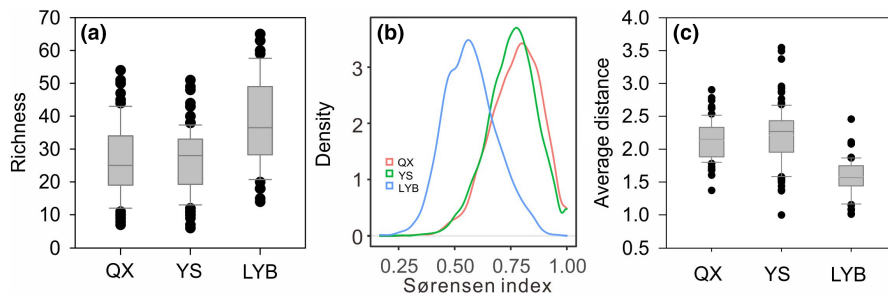 (a)
Richness
70
60
50
40
30
20
10
0
QX YS LYB
(b)
Density
3
2
1
0
QX
YS
LYB
0.25 0.50 0.75 1.00
Sørensen index
(c)
Average distance
4.0
3.5
3.0
2.5
2.0
1.5
1.0
0.5
QX YS LYB